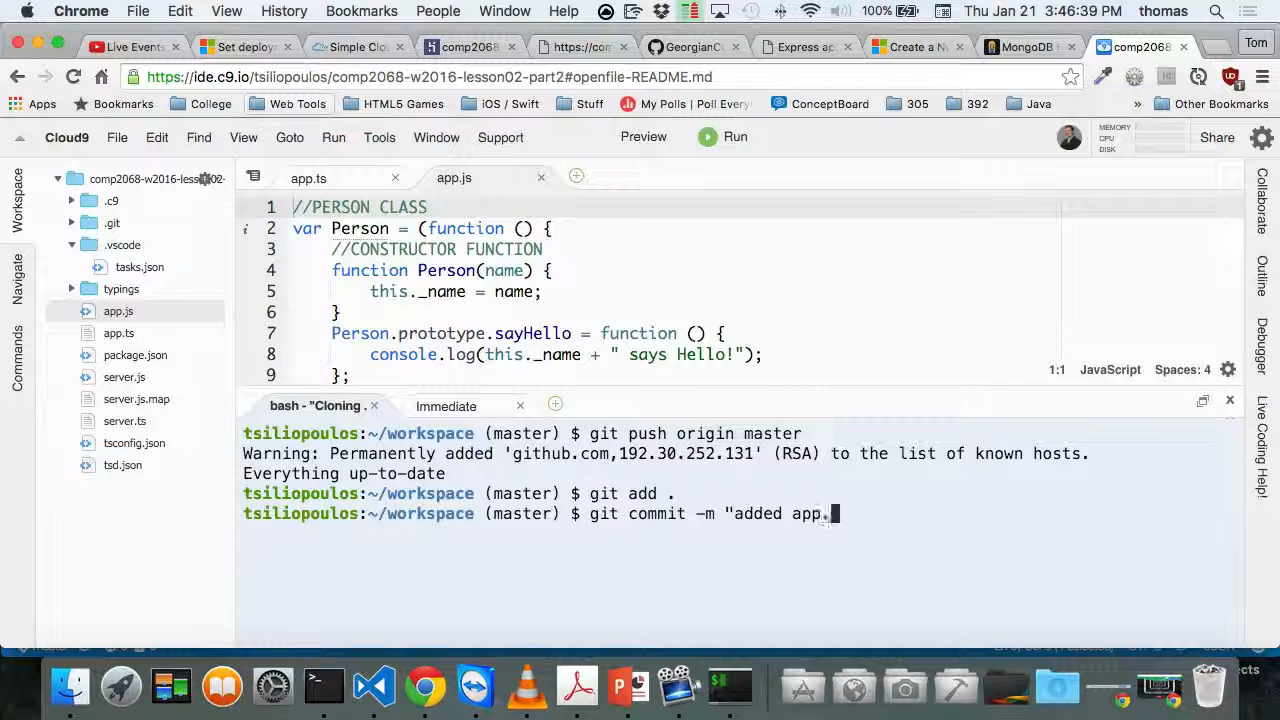 Chrome File Edit View History Bookmarks People Window Help 100% Thu Jan 21 3:46:39 PM thomas
Live Events Set deploy Simple Clo comp2068 https://con GeorgianCo Express ap Create a No MongoDB comp2068 Tom
https://ide.c9.io/tsiliopoulos/comp2068-w2016-lesson02-part2#openfile-README.md
Apps Bookmarks College Web Tools HTML5 Games iOS / Swift Stuff My Polls | Poll Every ConceptBoard 305 392 Java » Other Bookmarks
Cloud9 File Edit Find View Goto Run Tools Window Support Preview Run MEMORY CPU DISK Share
Workspace
Navigate
Commands
comp2068-w2016-lesson02-
.c9
.git
.vscode
tasks.json
typings
app.js
app.ts
package.json
server.js
server.js.map
server.ts
tsconfig.json
tsd.json
app.ts app.js
1 //PERSON CLASS
2 var Person = (function () {
3 //CONSTRUCTOR FUNCTION
4 function Person(name) {
5 this._name = name;
6 }
7 Person.prototype.sayHello = function () {
8 console.log(this._name + " says Hello!");
9 };
1:1 JavaScript Spaces: 4
bash - "Cloning . Immediate
tsiliopoulos:~/workspace (master) $ git push origin master
Warning: Permanently added 'github.com,192.30.252.131' (RSA) to the list of known hosts.
Everything up-to-date
tsiliopoulos:~/workspace (master) $ git add .
tsiliopoulos:~/workspace (master) $ git commit -m "added app.
Collaborate
Outline
Debugger
Live Coding Help!